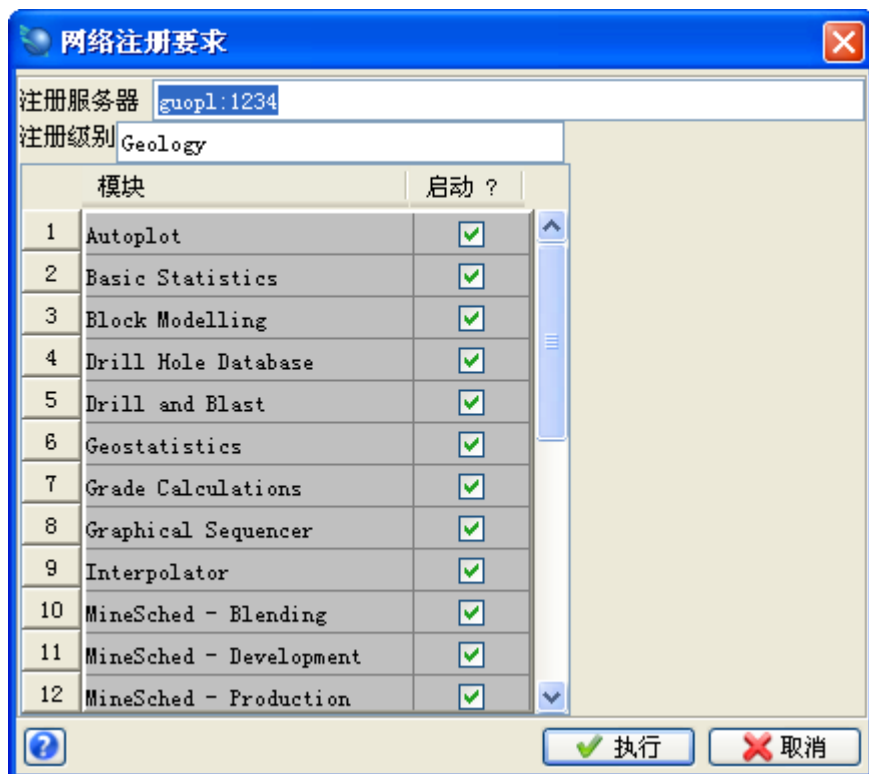 网络注册要求
注册服务器 guopl:1234
注册级别 Geology
模块 启动 ?
1 Autoplot
2 Basic Statistics
3 Block Modelling
4 Drill Hole Database
5 Drill and Blast
6 Geostatistics
7 Grade Calculations
8 Graphical Sequencer
9 Interpolator
10 MineSched - Blending
11 MineSched - Development
12 MineSched - Production
? 执行 取消